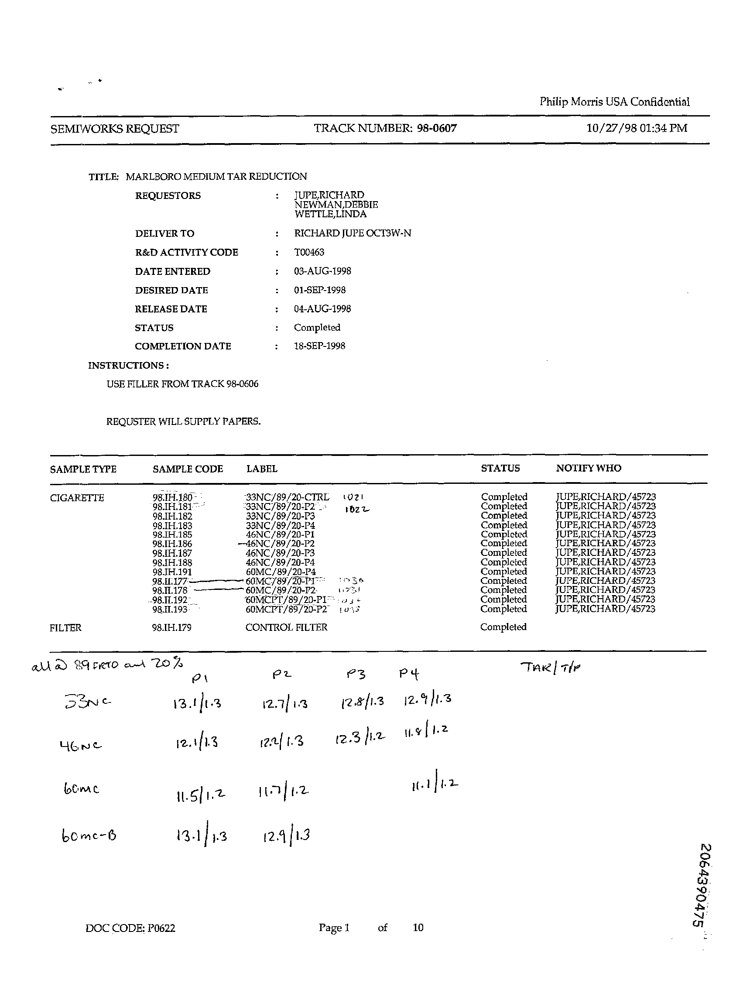 Philip Morris USA Confidential
SEMIWORKS REQUEST TRACK NUMBER: 98-0607 10/27/98 01:34 PM
TITLE: MARLBORO MEDIUM TAR REDUCTION
REQUESTORS : JUPE,RICHARD
NEWMAN,DEBBIE
WETTLE,LINDA
DELIVER TO : RICHARD JUPE OCT3W-N
R&D ACTIVITY CODE : T00463
DATE ENTERED : 03-AUG-1998
DESIRED DATE : 01-SEP-1998
RELEASE DATE : 04-AUG-1998
STATUS : Completed
COMPLETION DATE : 18-SEP-1998
INSTRUCTIONS :
USE FILLER FROM TRACK 98-0606
REQUSTER WILL SUPPLY PAPERS.
SAMPLE TYPE SAMPLE CODE LABEL STATUS NOTIFY WHO
CIGARETTE 98.IH.180 33NC/89/20-CTRL 1021 Completed JUPE,RICHARD/45723
98.IH.181 33NC/89/20-P2 1022 Completed JUPE,RICHARD/45723
98.IH.182 33NC/89/20-P3 Completed JUPE,RICHARD/45723
98.IH.183 33NC/89/20-P4 Completed JUPE,RICHARD/45723
98.IH.185 46NC/89/20-P1 Completed JUPE,RICHARD/45723
98.IH.186 46NC/89/20-P2 Completed JUPE,RICHARD/45723
98.IH.187 46NC/89/20-P3 Completed JUPE,RICHARD/45723
98.IH.188 46NC/89/20-P4 Completed JUPE,RICHARD/45723
98.IH.191 60MC/89/20-P4 Completed JUPE,RICHARD/45723
98.II.177 60MC/89/20-P1 1030 Completed JUPE,RICHARD/45723
98.II.178 60MC/89/20-P2 1031 Completed JUPE,RICHARD/45723
98.II.192 60MCPT/89/20-P1 Completed JUPE,RICHARD/45723
98.II.193 60MCPT/89/20-P2 Completed JUPE,RICHARD/45723
FILTER 98.IH.179 CONTROL FILTER Completed
all @ 89 FRTD and 20%
P1 P2 P3 P4 TAR/T/P
33NC 13.1/1.3 12.7/1.3 12.8/1.3 12.9/1.3
46NC 12.1/1.3 12.2/1.3 12.3/1.2 11.8/1.2
60MC 11.5/1.2 11.7/1.2 11.1/1.2
60MC-B 13.1/1.3 12.9/1.3
2064390475
DOC CODE: P0622 Page 1 of 10